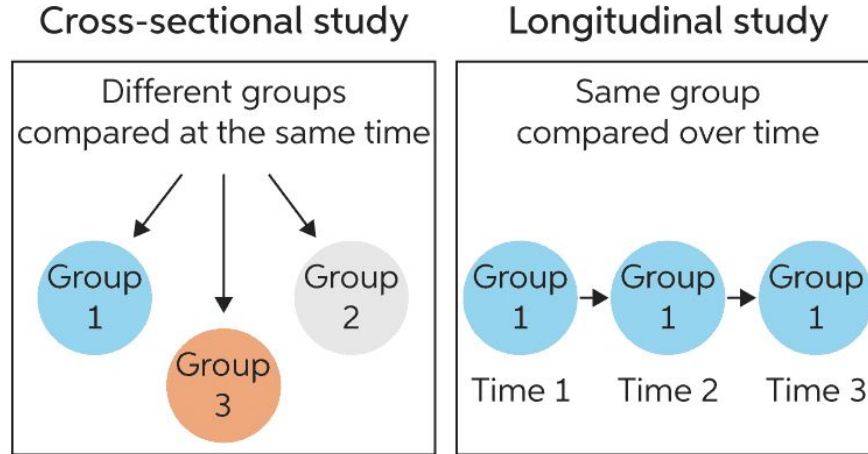 Cross-sectional study
Different groups
compared at the same time
Group
1
Group
2
Group
3
Longitudinal study
Same group
compared over time
Group
1
Group
1
Group
1
Time 1
Time 2
Time 3